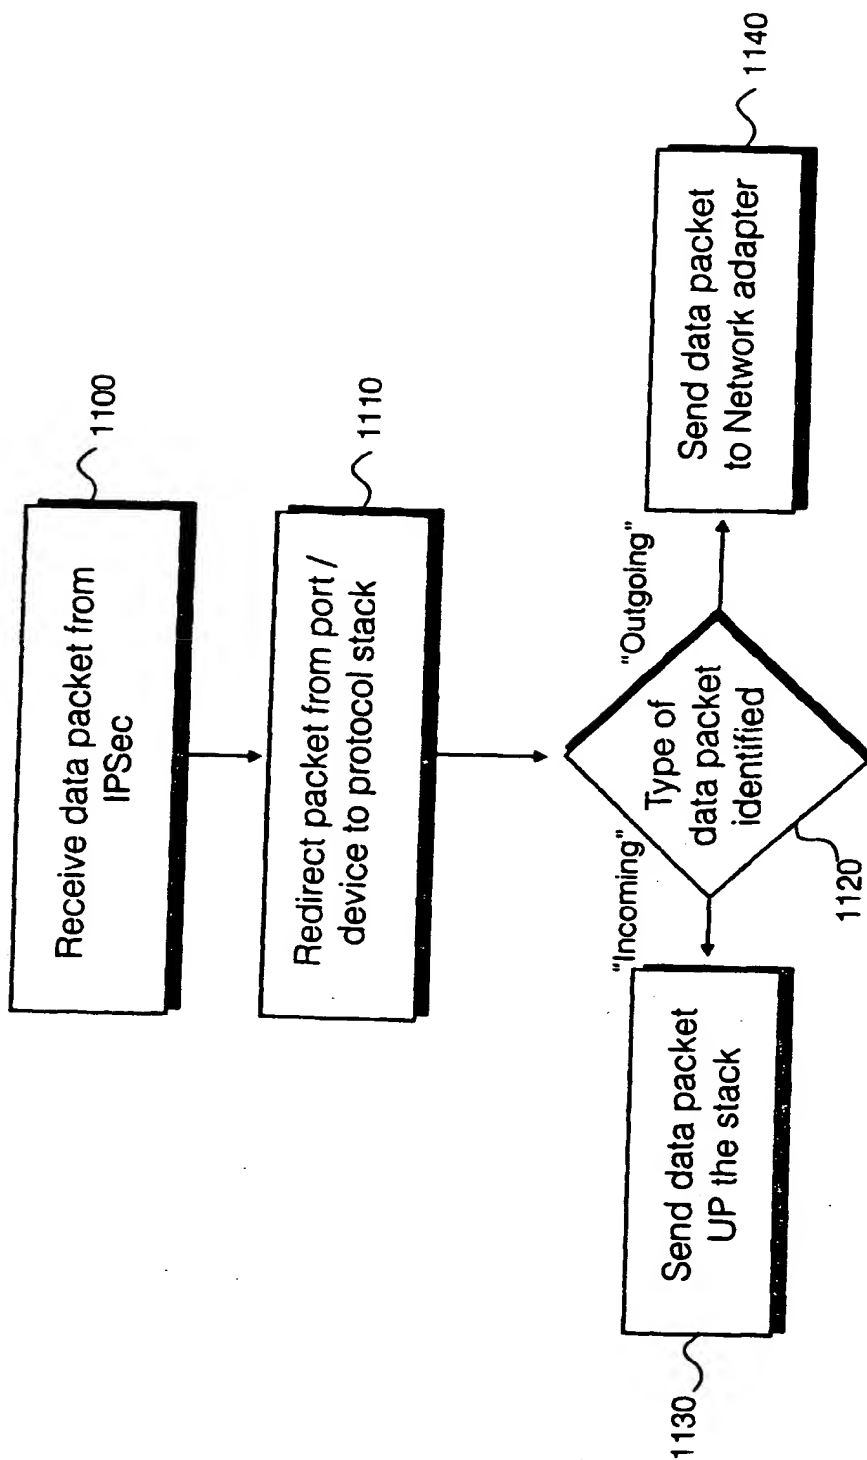 Receive data packet from
IPSec
1100
Redirect packet from port /
device to protocol stack
1110
Type of
data packet
identified
1120
"Incoming"
"Outgoing"
Send data packet
UP the stack
1130
Send data packet
to Network adapter
1140